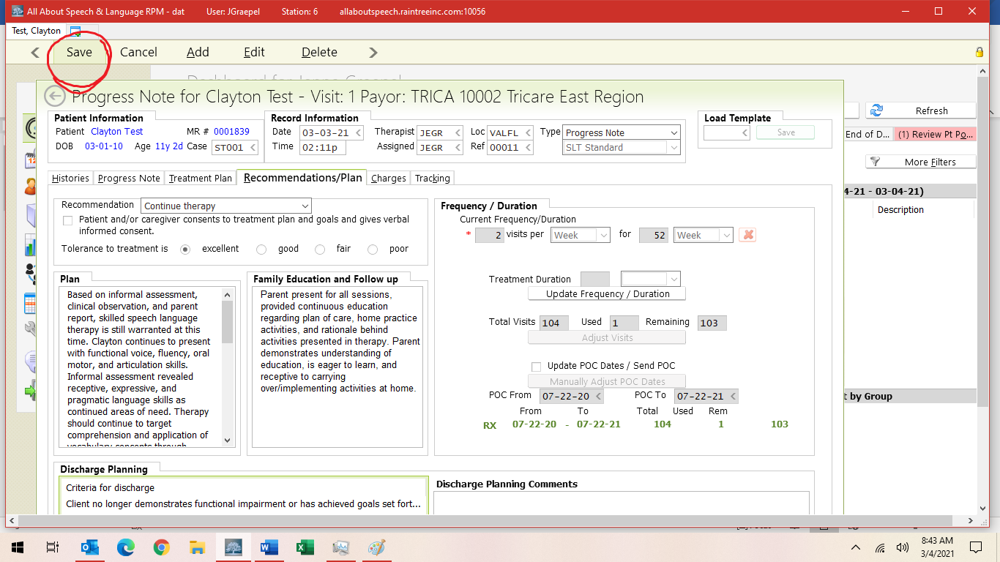 All About Speech & Language RPM - dat User: JGraepel Station: 6 allaboutspeech.raintreeinc.com:10056
Test, Clayton
Save Cancel Add Edit Delete
Progress Note for Clayton Test - Visit: 1 Payor: TRICA 10002 Tricare East Region
Patient Information
Patient Clayton Test MR # 0001839
DOB 03-01-10 Age 11y 2d Case ST001
Record Information
Date 03-03-21 Therapist JEGR Loc VALFL Type Progress Note
Time 02:11p Assigned JEGR Ref 00011 SLT Standard
Load Template
Save
Refresh
End of D... (1) Review Pt Po...
More Filters
4-21 - 03-04-21)
Description
t by Group
Histories Progress Note Treatment Plan Recommendations/Plan Charges Tracking
Recommendation Continue therapy
Patient and/or caregiver consents to treatment plan and goals and gives verbal
informed consent.
Tolerance to treatment is excellent good fair poor
Plan
Based on informal assessment,
clinical observation, and parent
report, skilled speech language
therapy is still warranted at this
time. Clayton continues to present
with functional voice, fluency, oral
motor, and articulation skills.
Informal assessment revealed
receptive, expressive, and
pragmatic language skills as
continued areas of need. Therapy
should continue to target
comprehension and application of
vocabulary concepts through
Family Education and Follow up
Parent present for all sessions,
provided continuous education
regarding plan of care, home practice
activities, and rationale behind
activities presented in therapy. Parent
demonstrates understanding of
education, is eager to learn, and
receptive to carrying
over/implementing activities at home.
Frequency / Duration
Current Frequency/Duration
* 2 visits per Week for 52 Week
Treatment Duration
Update Frequency / Duration
Total Visits 104 Used 1 Remaining 103
Adjust Visits
Update POC Dates / Send POC
Manually Adjust POC Dates
POC From 07-22-20 POC To 07-22-21
From To Total Used Rem
RX 07-22-20 - 07-22-21 104 1 103
Discharge Planning
Criteria for discharge
Client no longer demonstrates functional impairment or has achieved goals set fort...
Discharge Planning Comments
8:43 AM
3/4/2021